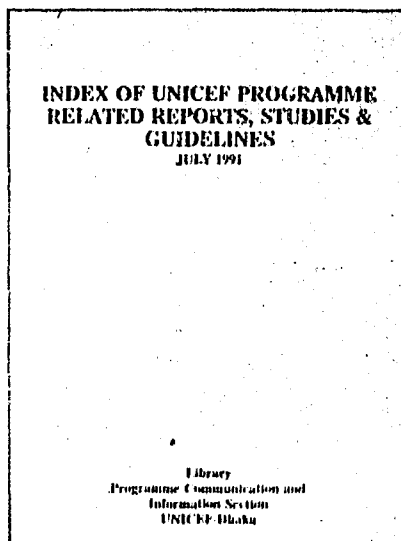 INDEX OF UNICEF PROGRAMME
RELATED REPORTS, STUDIES &
GUIDELINES
JULY 1991
Library
Programme Communication and
Information Section
UNICEF-Dhaka